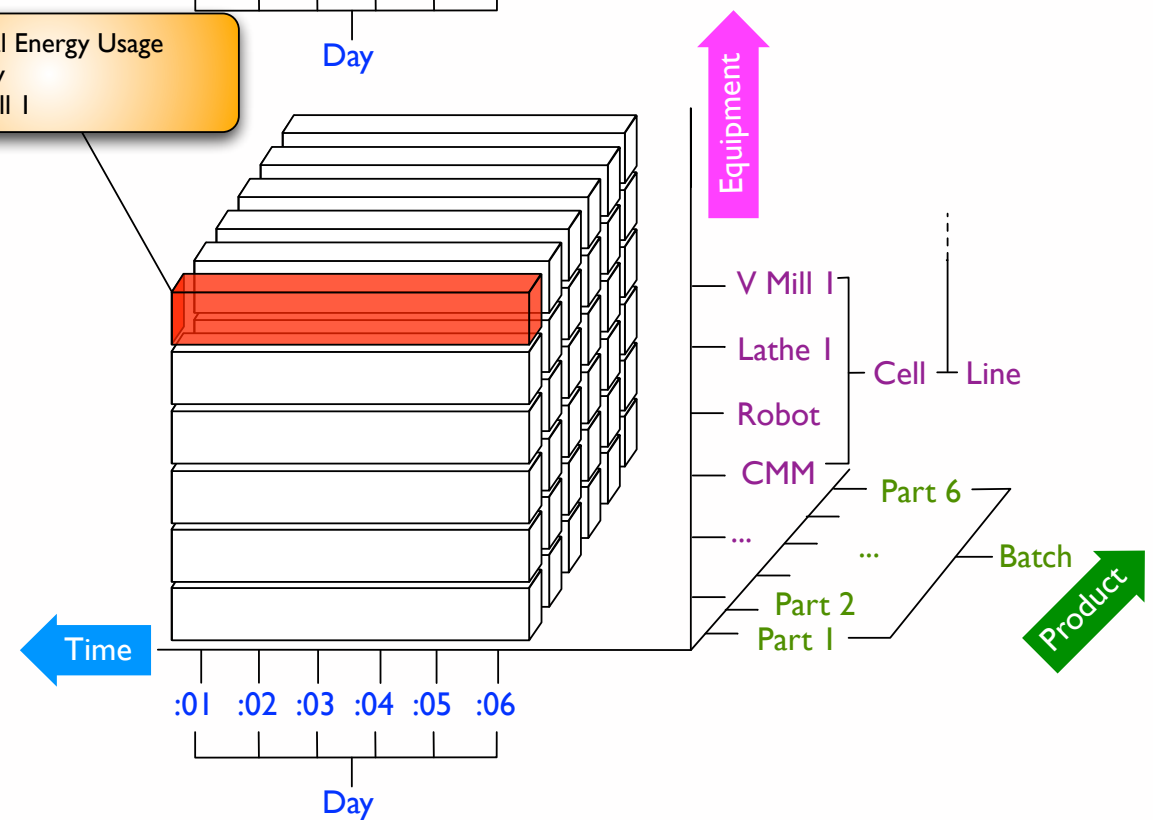 Day
l Energy Usage
ll 1
Equipment
V Mill 1
Lathe 1
Cell
Line
Robot
CMM
Part 6
...
...
Batch
Part 2
Product
Part 1
Time
:01 :02 :03 :04 :05 :06
Day